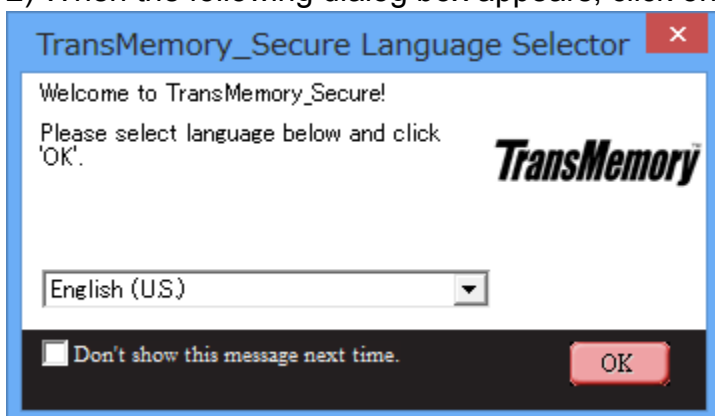 2) When the following dialog box appears, click on
TransMemory_Secure Language Selector
Welcome to TransMemory_Secure!
Please select language below and click
'OK'.
TransMemory™
English (U.S.)
Don't show this message next time.
OK